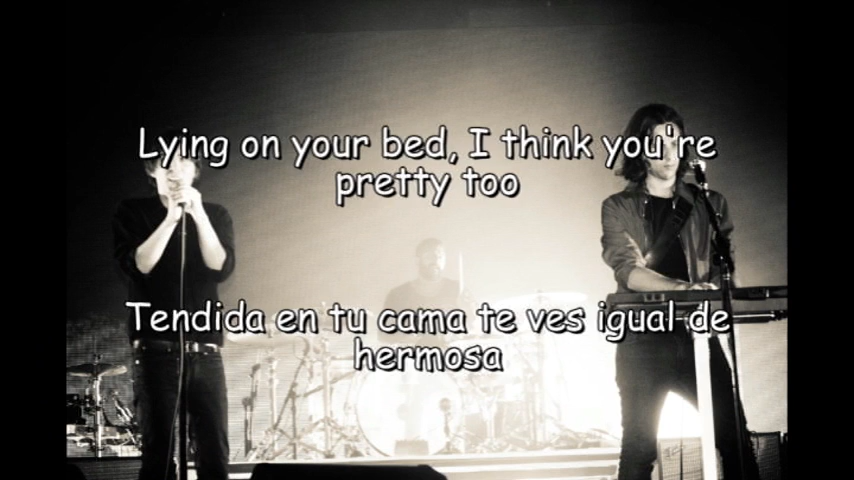 Lying on your bed, I think you're
pretty too
Tendida en tu cama te ves igual de
hermosa